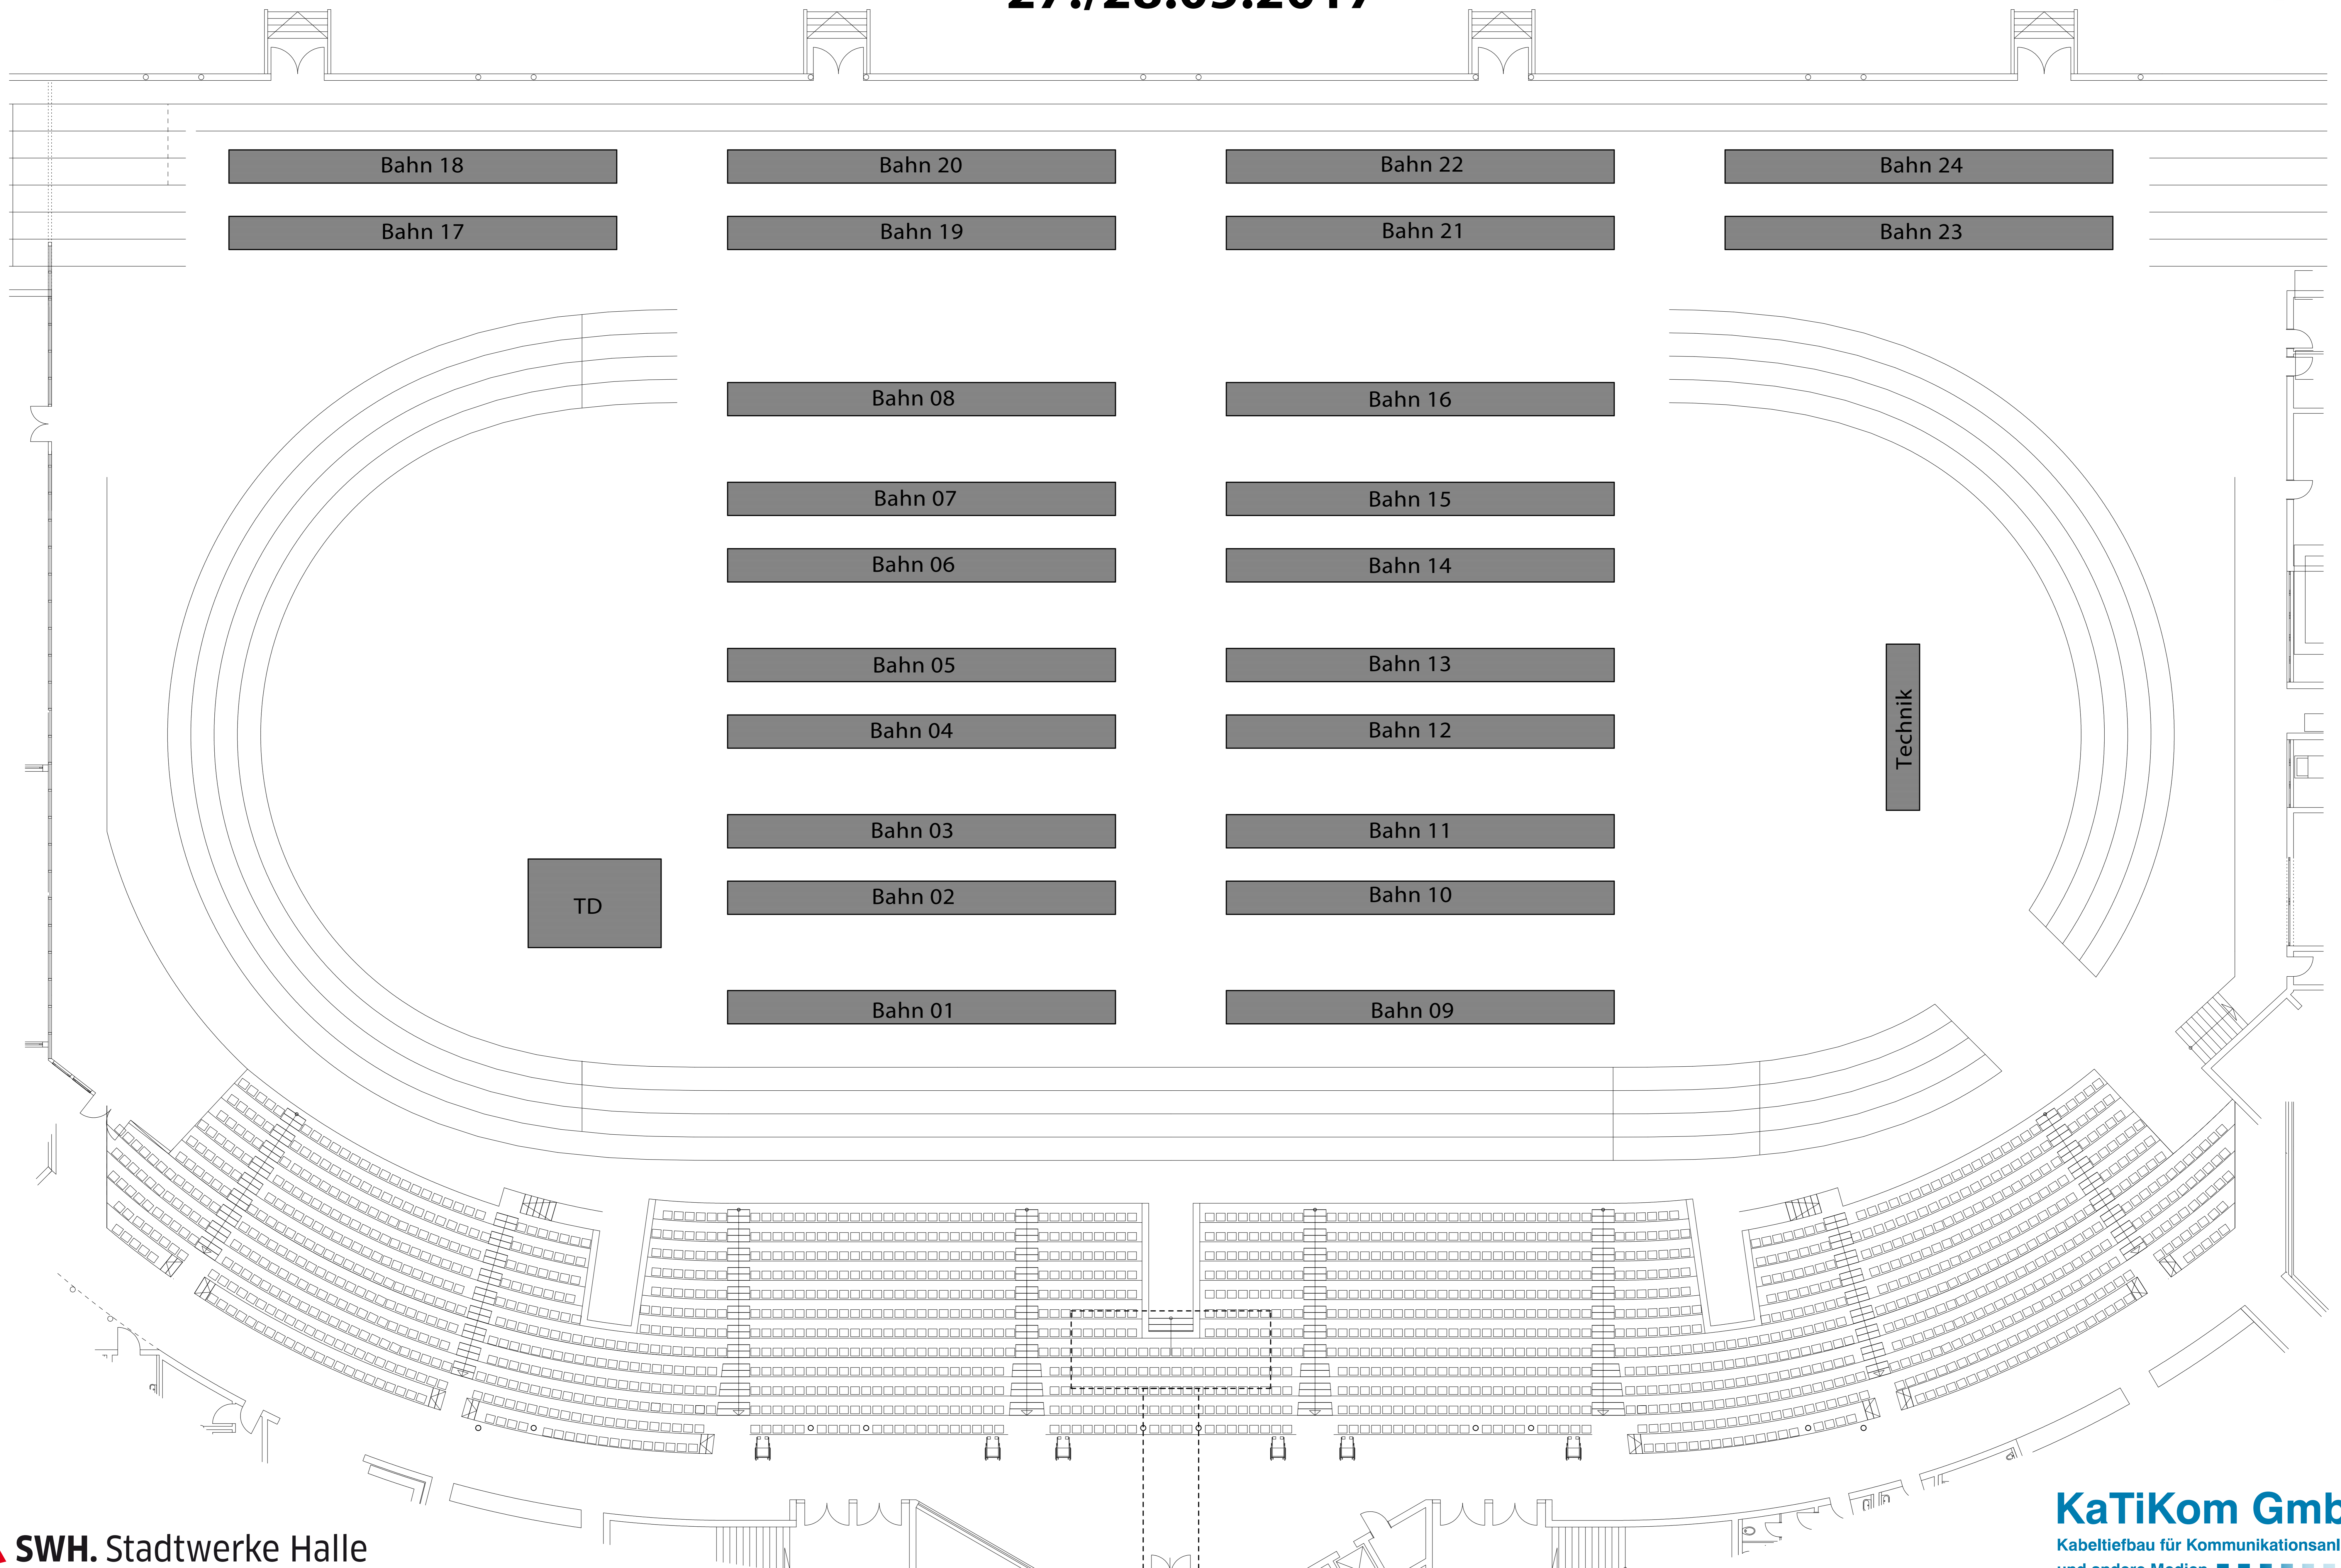 Bahn 18 Bahn 20 Bahn 22 Bahn 24
Bahn 17 Bahn 19 Bahn 21 Bahn 23
Bahn 08 Bahn 16
Bahn 07 Bahn 15
Bahn 06 Bahn 14
Bahn 05 Bahn 13
Bahn 04 Bahn 12
Technik
Bahn 03 Bahn 11
Bahn 02 Bahn 10
TD
Bahn 01 Bahn 09
KaTiKom Gmb
Kabeltiefbau für Kommunikationsanl
und andere Medien
SWH. Stadtwerke Halle